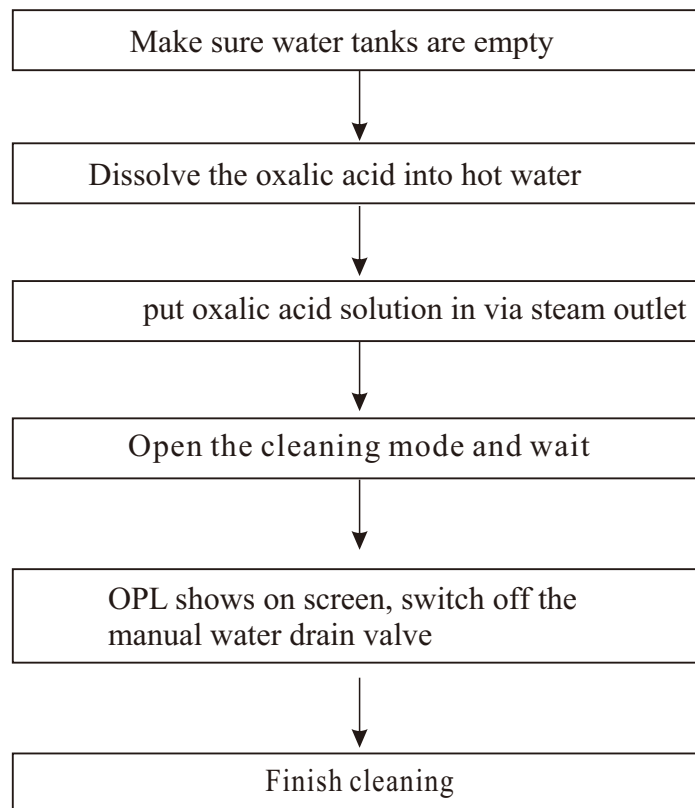 Make sure water tanks are empty
Dissolve the oxalic acid into hot water
put oxalic acid solution in via steam outlet
Open the cleaning mode and wait
OPL shows on screen, switch off the
manual water drain valve
Finish cleaning